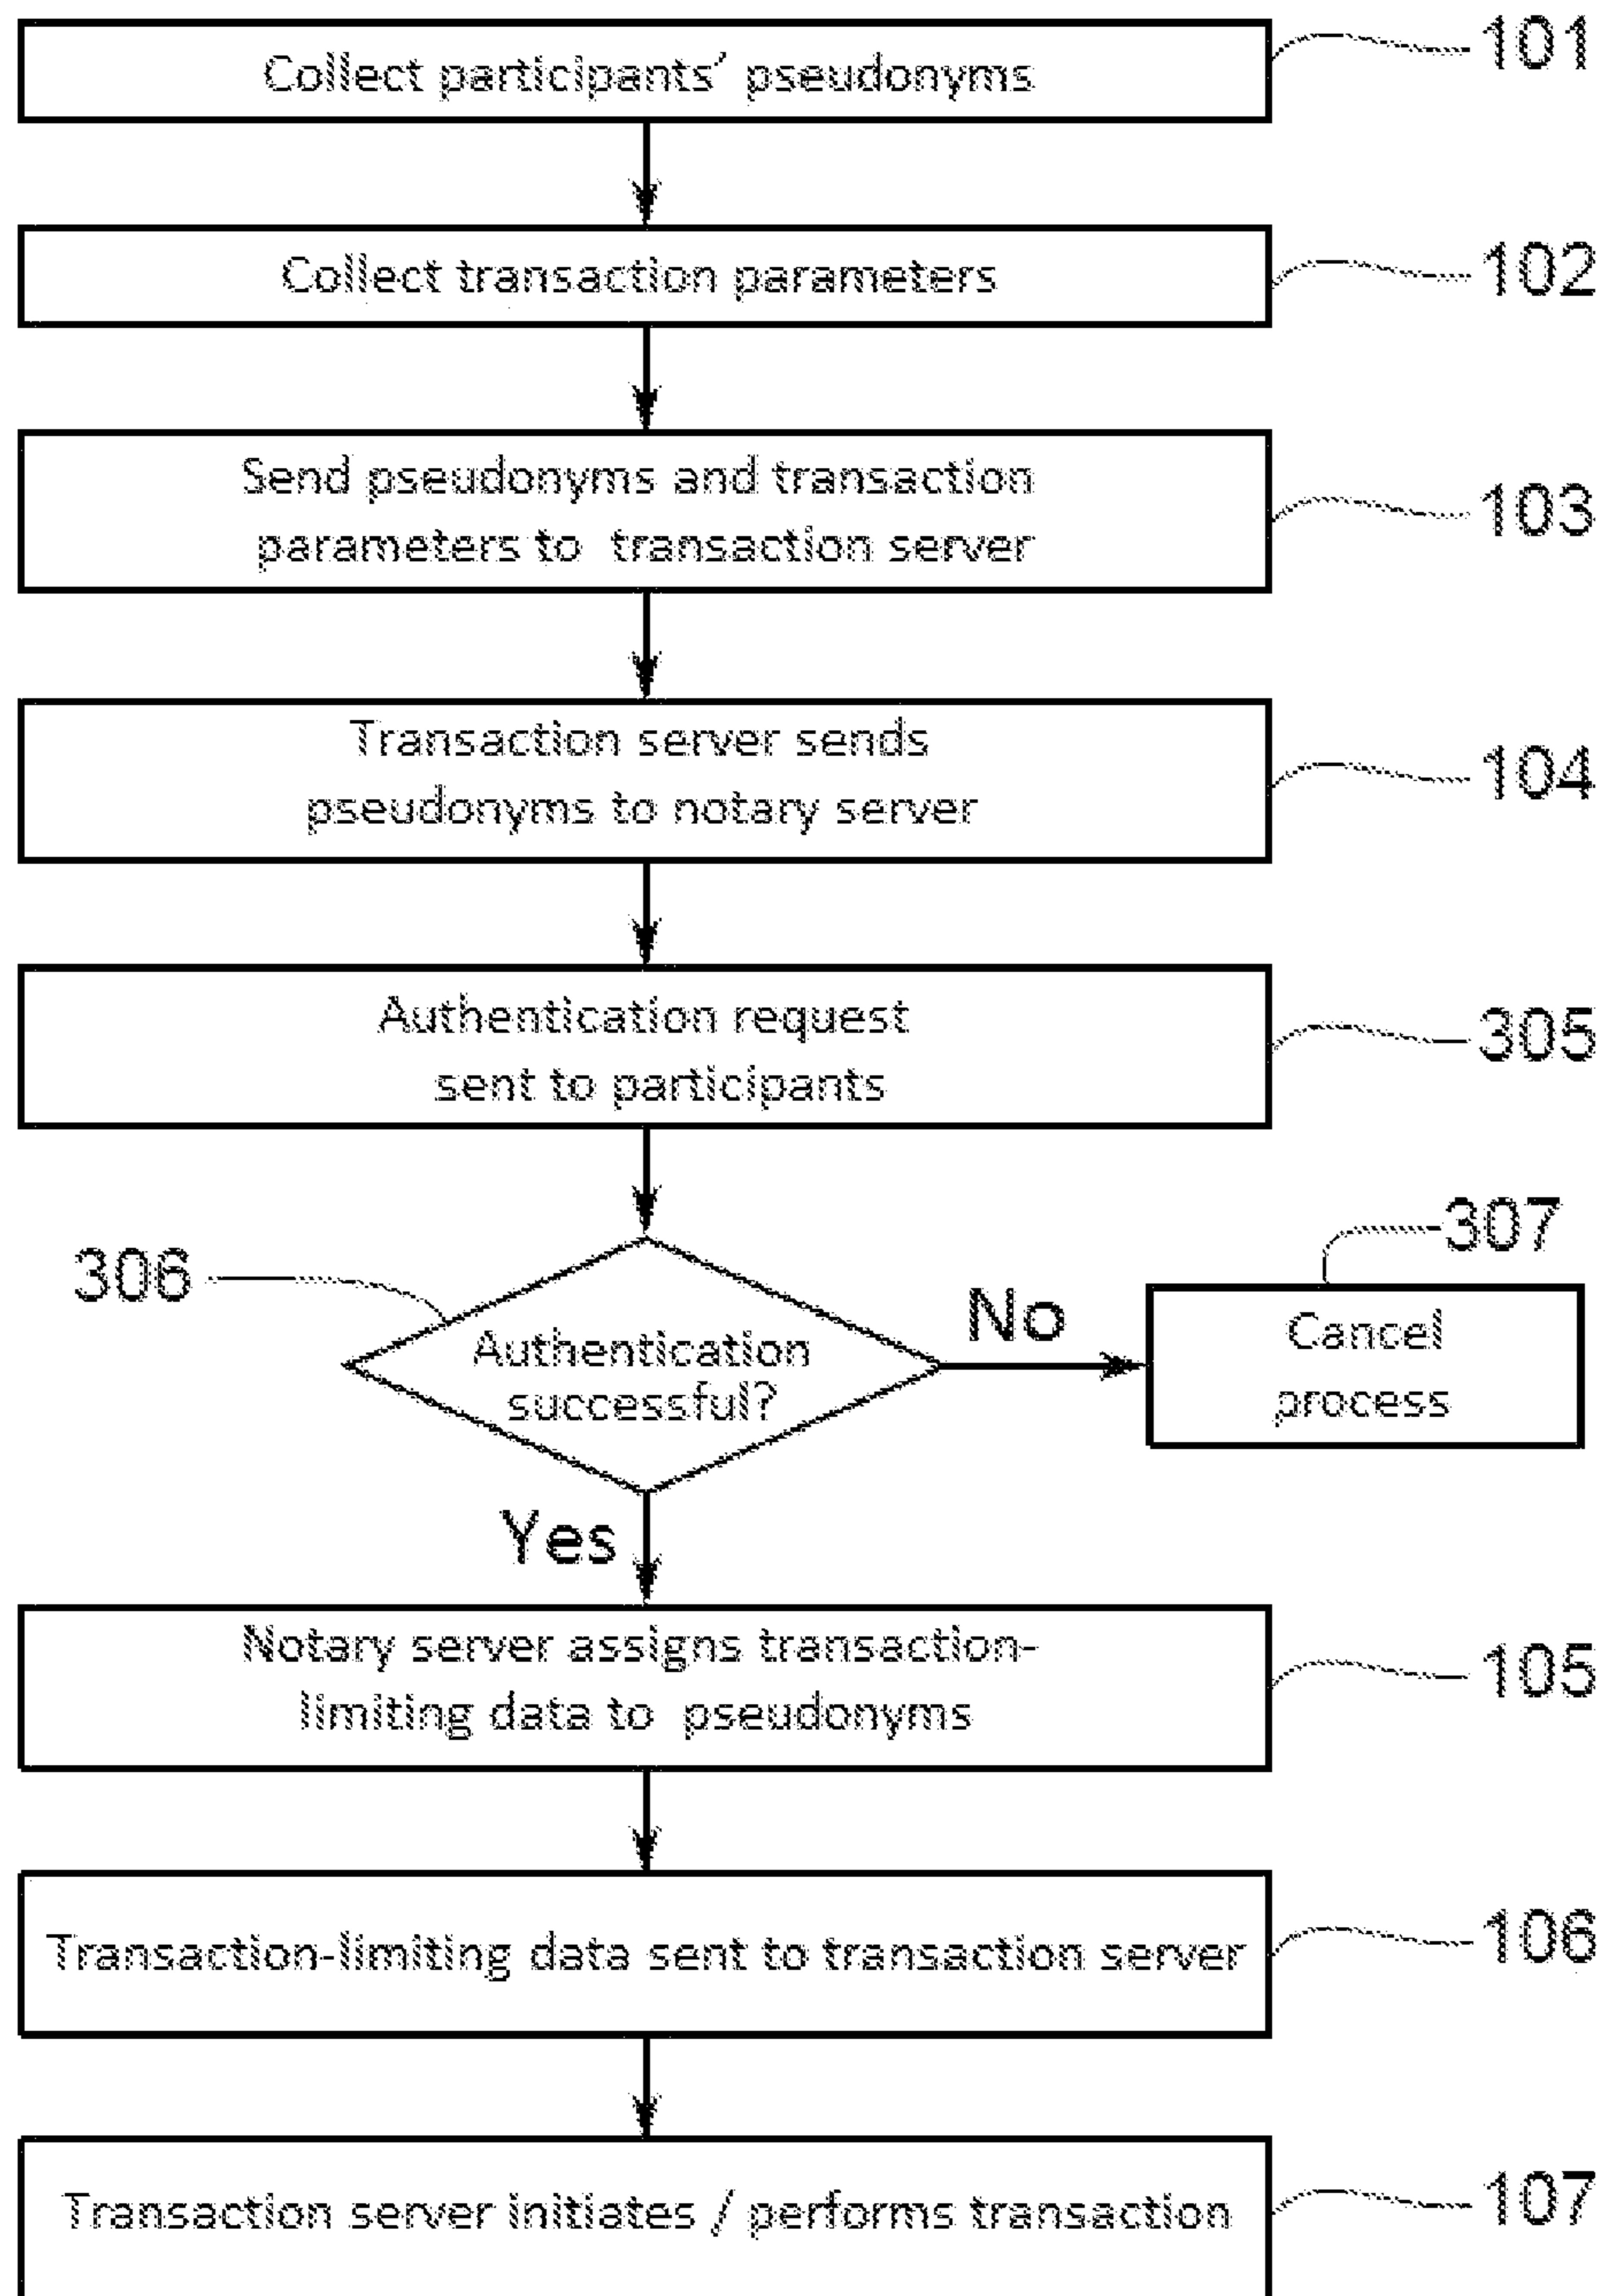 Collect participants' pseudonyms
101
Collect transaction parameters
102
Send pseudonyms and transaction
parameters to transaction server
103
Transaction server sends
pseudonyms to notary server
104
Authentication request
sent to participants
305
306
Authentication
successful?
No
307
Cancel
process
Yes
Notary server assigns transaction-
limiting data to pseudonyms
105
Transaction-limiting data sent to transaction server
106
Transaction server initiates / performs transaction
107